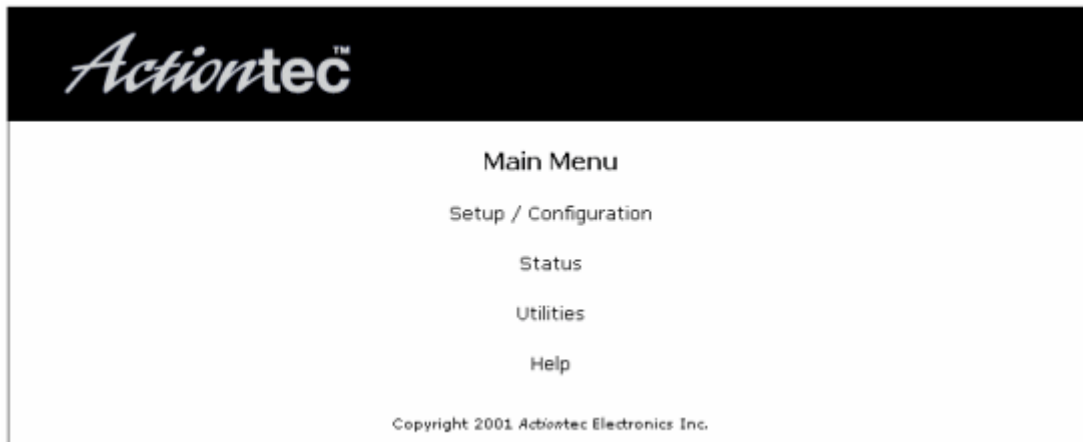 Actiontec™
Main Menu
Setup / Configuration
Status
Utilities
Help
Copyright 2001 Actiontec Electronics Inc.